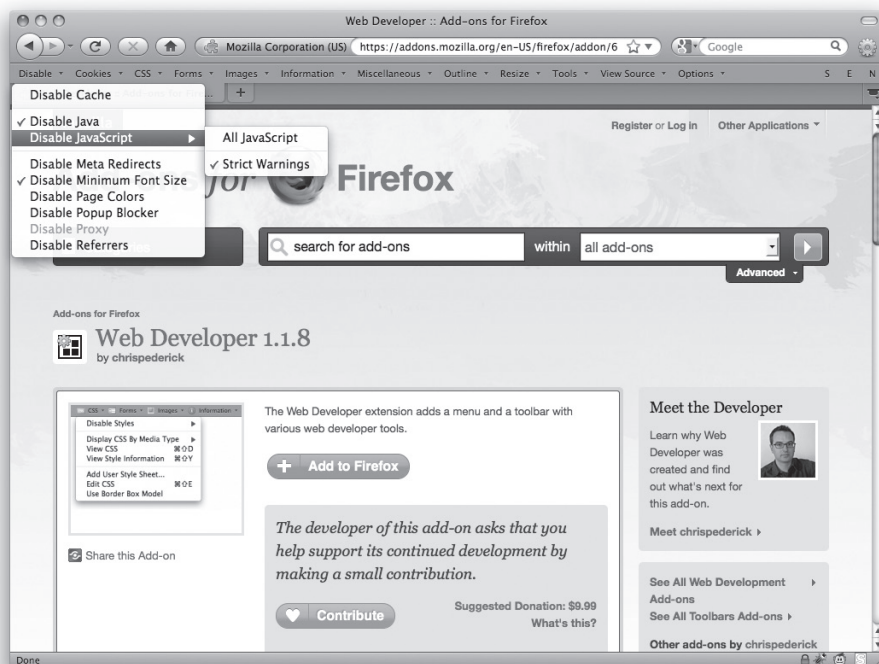 Web Developer :: Add-ons for Firefox
Mozilla Corporation (US) https://addons.mozilla.org/en-US/firefox/addon/6 Google
Disable Cookies CSS Forms Images Information Miscellaneous Outline Resize Tools View Source Options S E N
Disable Cache
✓ Disable Java
Disable JavaScript
Disable Meta Redirects
✓ Disable Minimum Font Size
Disable Page Colors
Disable Popup Blocker
Disable Proxy
Disable Referrers
All JavaScript
✓ Strict Warnings
Register or Log in Other Applications
for Firefox
search for add-ons within all add-ons
Advanced
Add-ons for Firefox
Web Developer 1.1.8
by chrispederick
CSS Forms Images Information
Disable Styles
Display CSS By Media Type
View CSS ⌘⇧D
View Style Information ⌘⇧Y
Add User Style Sheet...
Edit CSS ⌘⇧E
Use Border Box Model
Share this Add-on
The Web Developer extension adds a menu and a toolbar with
various web developer tools.
Add to Firefox
The developer of this add-on asks that you
help support its continued development by
making a small contribution.
Contribute
Suggested Donation: $9.99
What's this?
Meet the Developer
Learn why Web
Developer was
created and find
out what's next for
this add-on.
Meet chrispederick
See All Web Development
Add-ons
See All Toolbars Add-ons
Other add-ons by chrispederick
Done